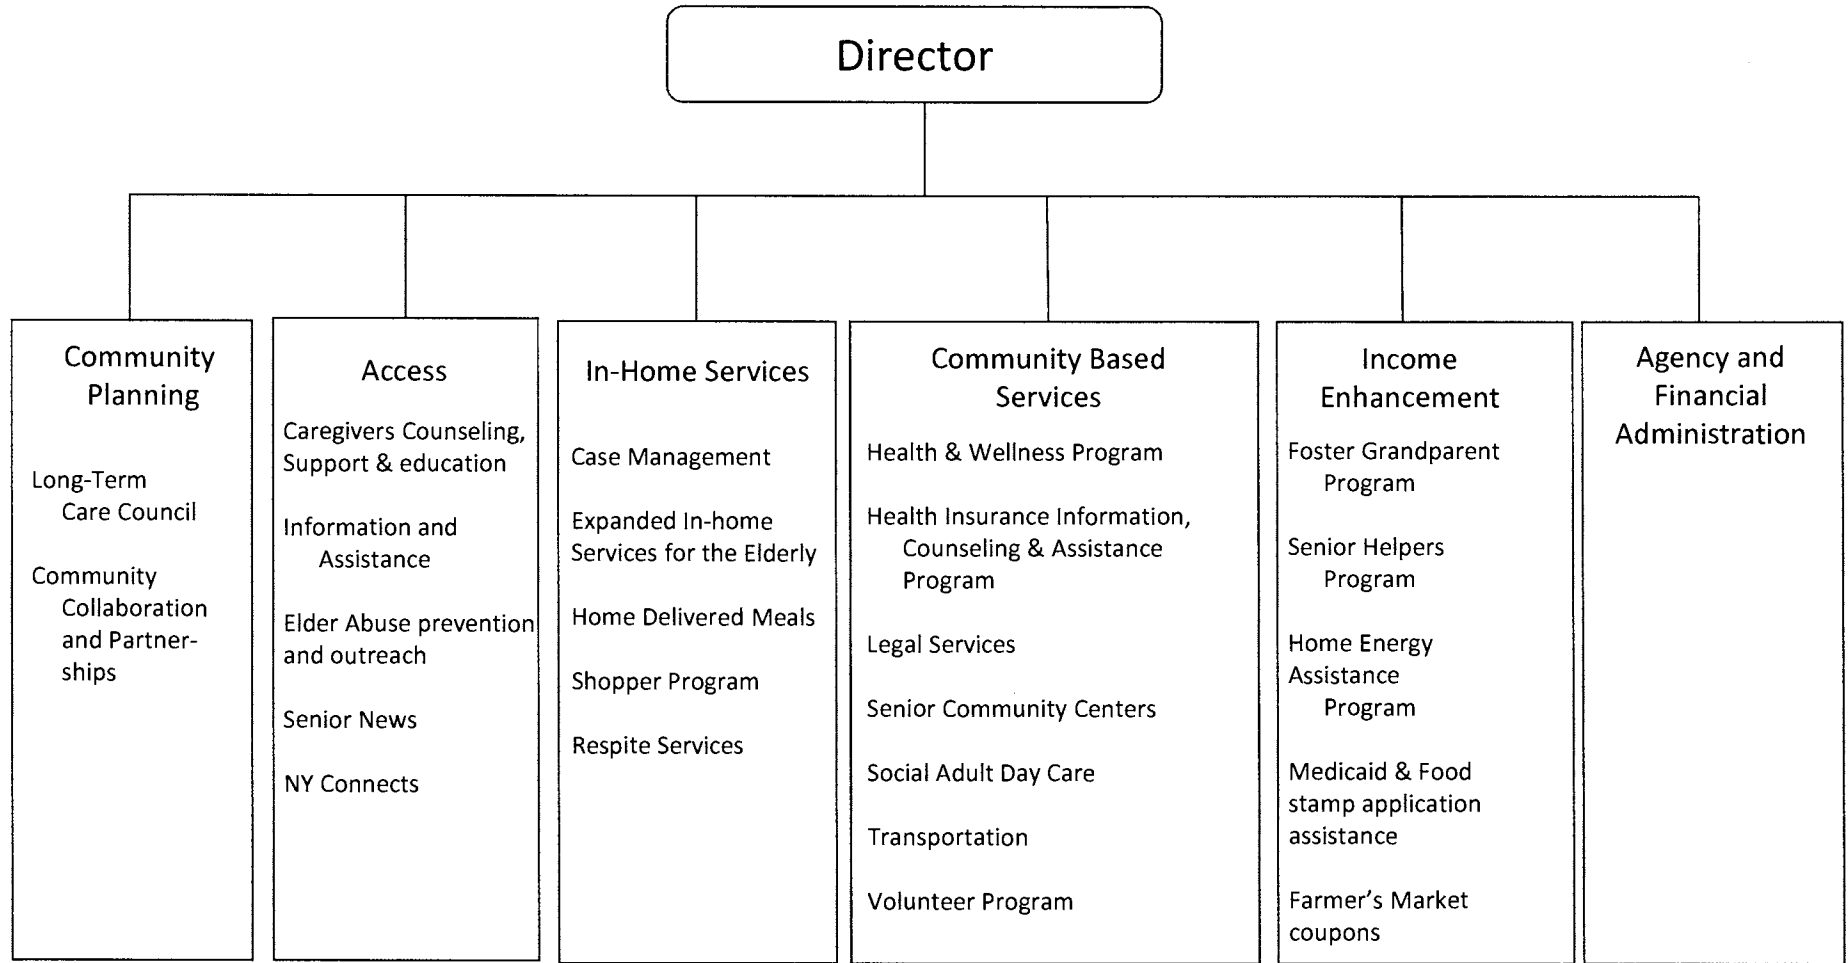 Director
Community
Planning
Long-Term
Care Council
Community
Collaboration
and Partner-
ships
Access
Caregivers Counseling,
Support & education
Information and
Assistance
Elder Abuse prevention
and outreach
Senior News
NY Connects
In-Home Services
Case Management
Expanded In-home
Services for the Elderly
Home Delivered Meals
Shopper Program
Respite Services
Community Based
Services
Health & Wellness Program
Health Insurance Information,
Counseling & Assistance
Program
Legal Services
Senior Community Centers
Social Adult Day Care
Transportation
Volunteer Program
Income
Enhancement
Foster Grandparent
Program
Senior Helpers
Program
Home Energy
Assistance
Program
Medicaid & Food
stamp application
assistance
Farmer’s Market
coupons
Agency and
Financial
Administration